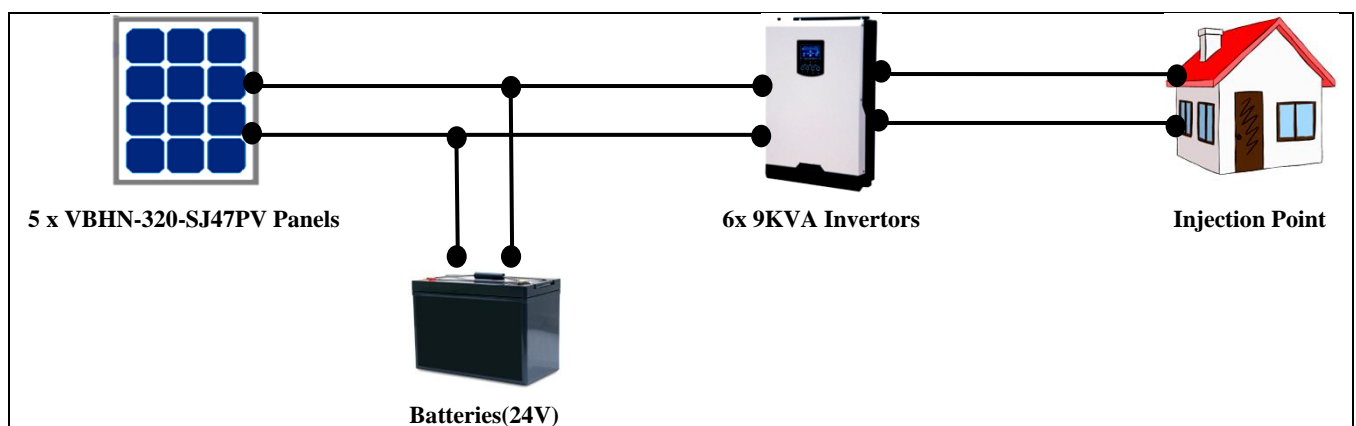 5 x VBHN-320-SJ47PV Panels
6x 9KVA Invertors
Injection Point
Batteries(24V)